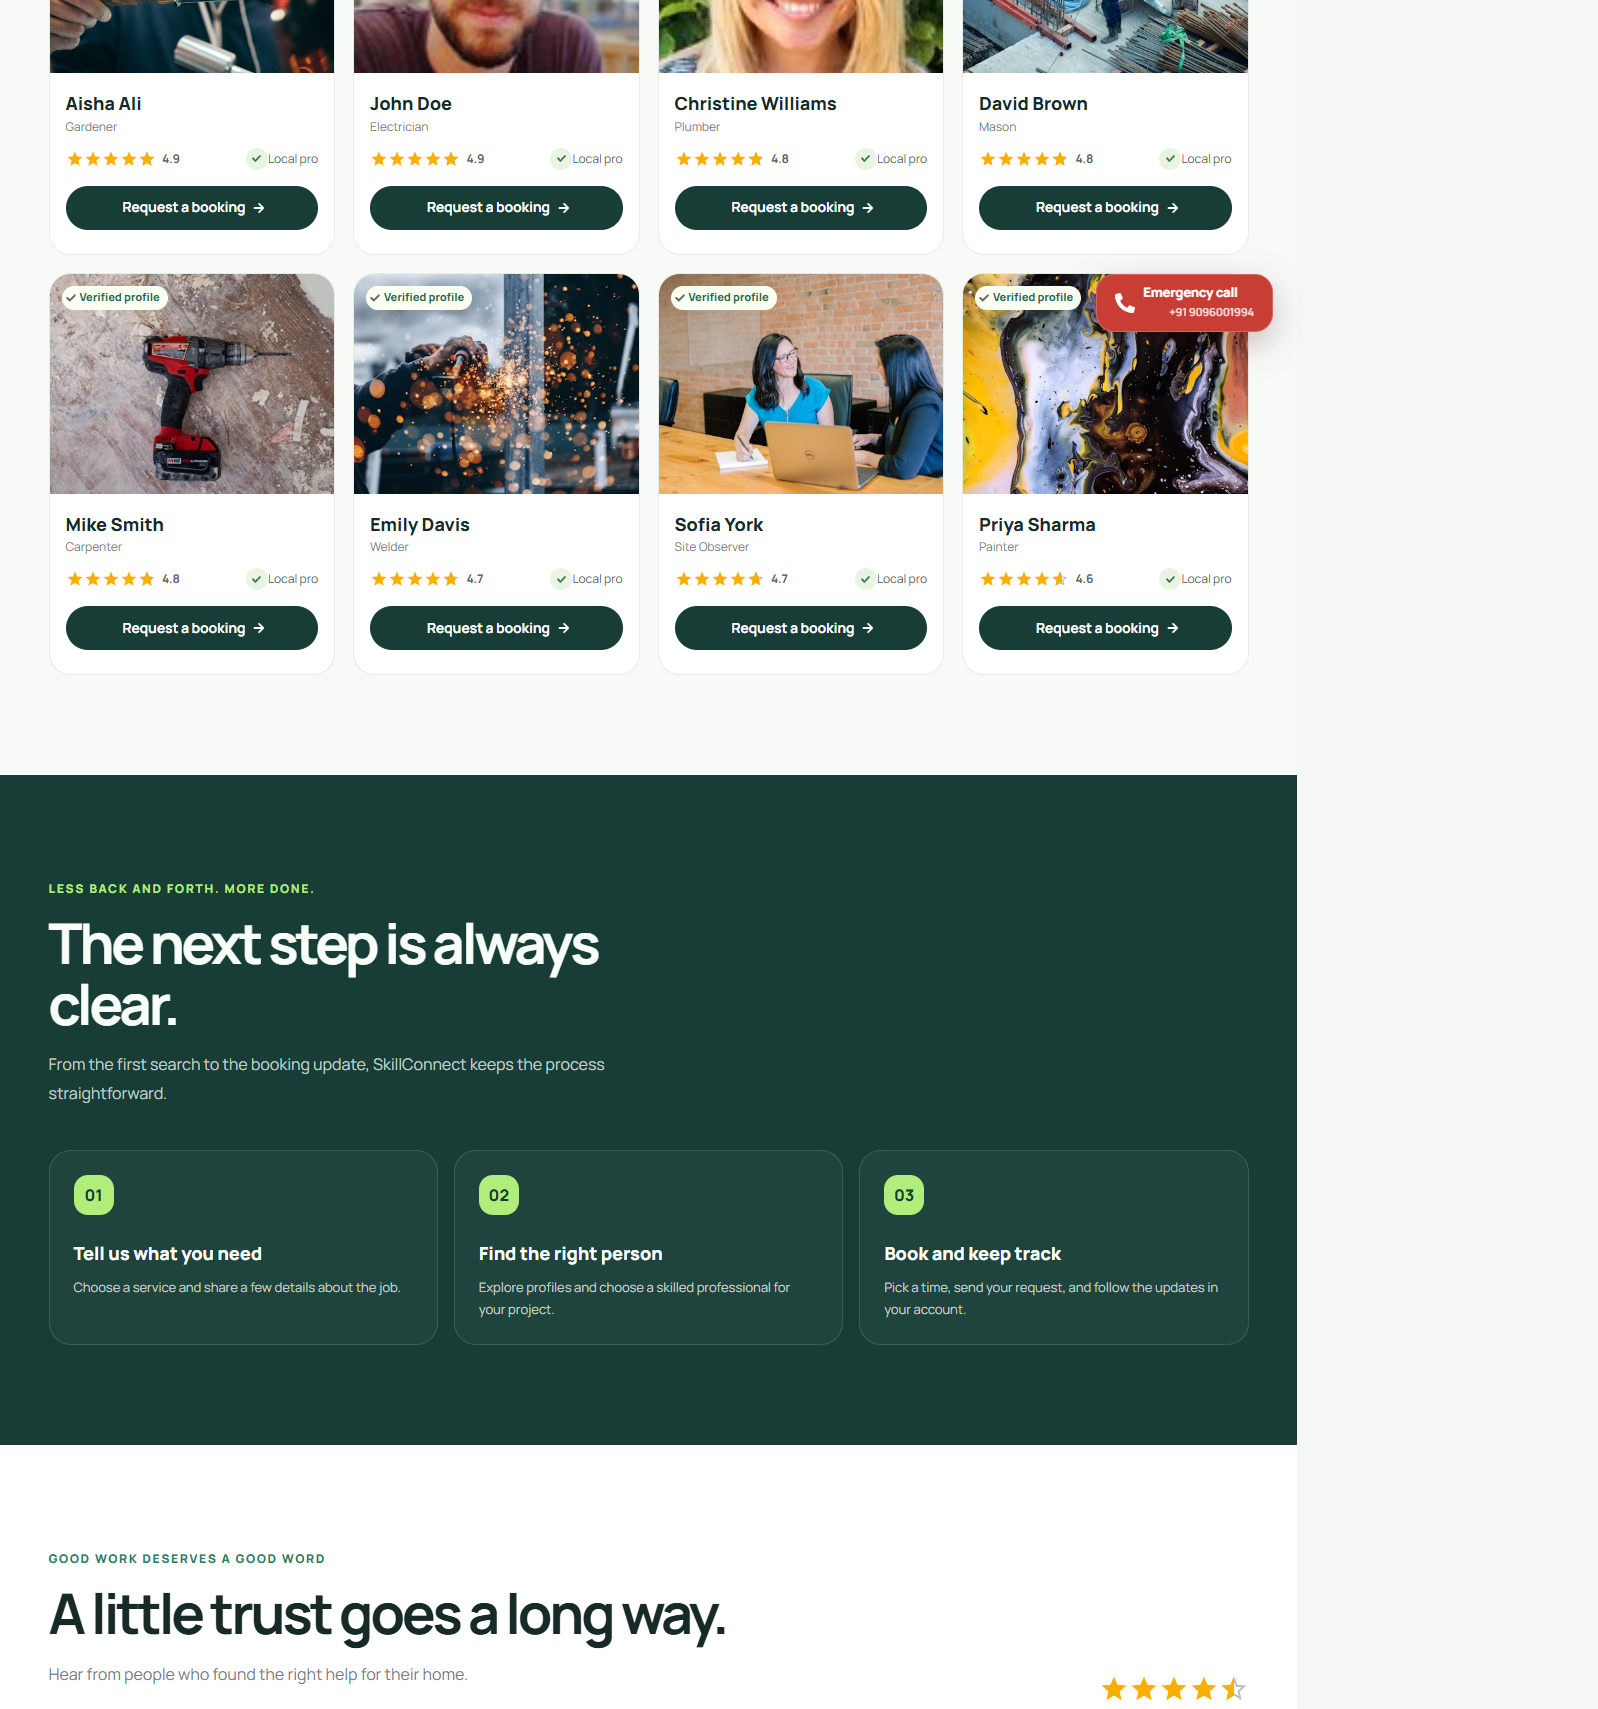 Aisha Ali
Gardener
4.9
Local pro
Request a booking →
John Doe
Electrician
4.9
Local pro
Request a booking →
Christine Williams
Plumber
4.8
Local pro
Request a booking →
David Brown
Mason
4.8
Local pro
Request a booking →
Verified profile
Mike Smith
Carpenter
4.8
Local pro
Request a booking →
Verified profile
Emily Davis
Welder
4.7
Local pro
Request a booking →
Verified profile
Sofia York
Site Observer
4.7
Local pro
Request a booking →
Verified profile
Emergency call
+91 9096001994
Priya Sharma
Painter
4.6
Local pro
Request a booking →
LESS BACK AND FORTH. MORE DONE.
The next step is always
clear.
From the first search to the booking update, SkillConnect keeps the process
straightforward.
01
Tell us what you need
Choose a service and share a few details about the job.
02
Find the right person
Explore profiles and choose a skilled professional for
your project.
03
Book and keep track
Pick a time, send your request, and follow the updates in
your account.
GOOD WORK DESERVES A GOOD WORD
A little trust goes a long way.
Hear from people who found the right help for their home.